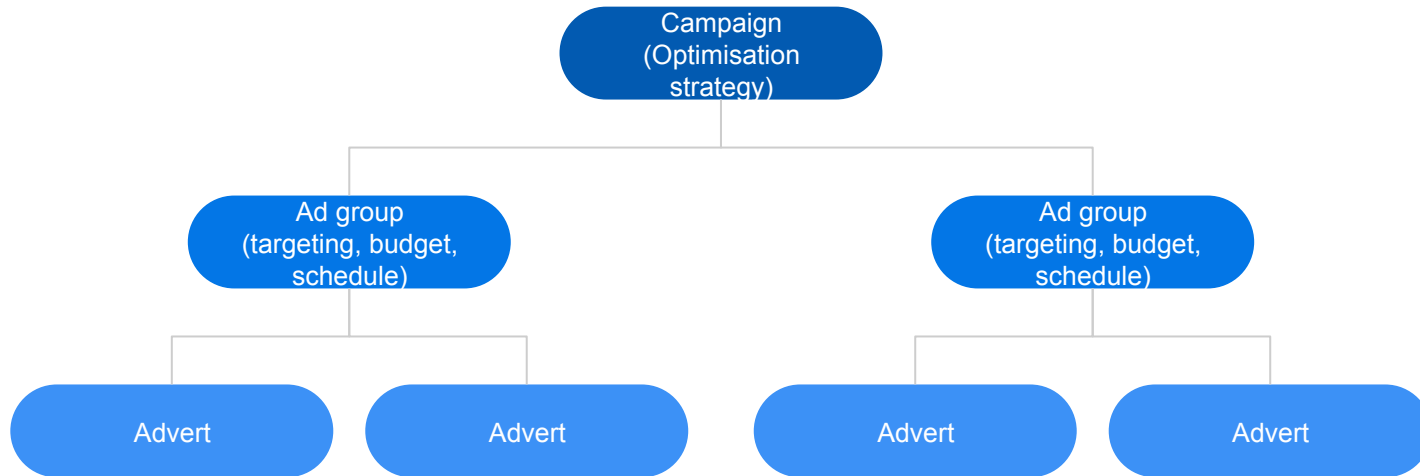 Campaign
(Optimisation
strategy)
Ad group
(targeting, budget,
schedule)
Ad group
(targeting, budget,
schedule)
Advert
Advert
Advert
Advert